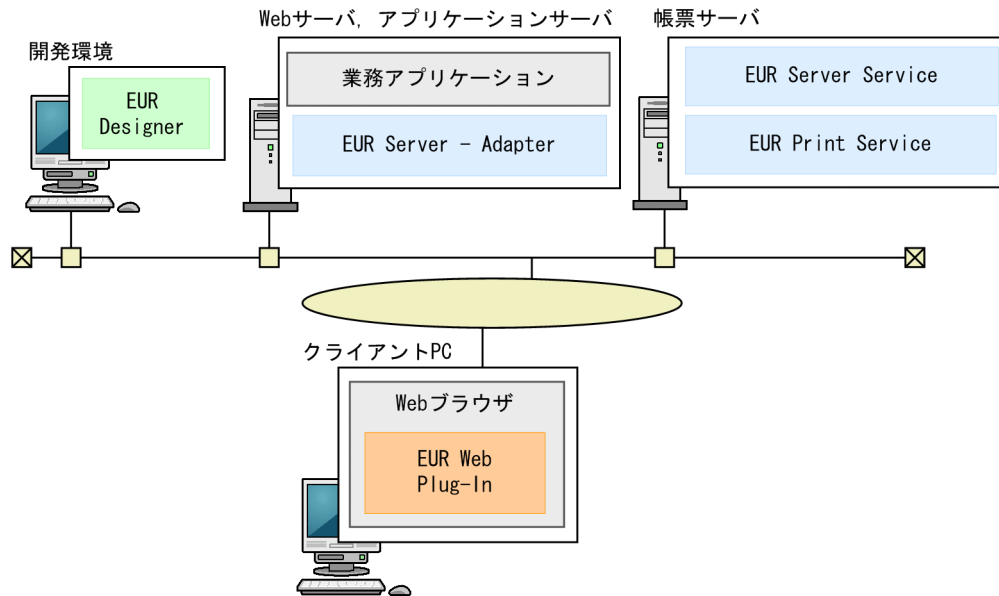 Webサーバ，アプリケーションサーバ
帳票サーバ
開発環境
EUR
Designer
業務アプリケーション
EUR Server － Adapter
EUR Server Service
EUR Print Service
クライアントPC
Webブラウザ
EUR Web
Plug-In